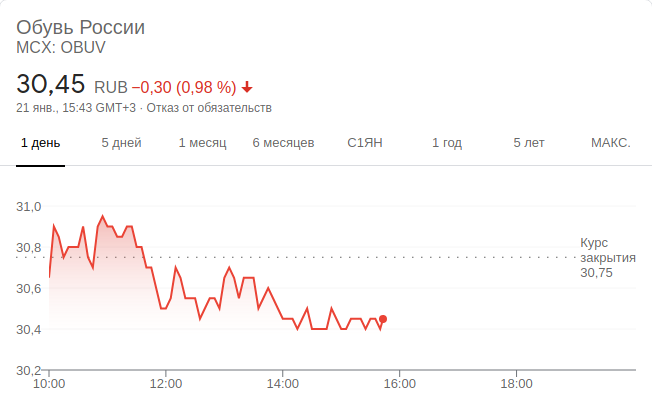 Обувь России
MCX: OBUV
30,45 RUB −0,30 (0,98 %)
21 янв., 15:43 GMT+3 · Отказ от обязательств
1 день 5 дней 1 месяц 6 месяцев С1ЯН 1 год 5 лет МАКС.
31,0
30,8
30,6
30,4
30,2
Курс
закрытия
30,75
10:00 12:00 14:00 16:00 18:00